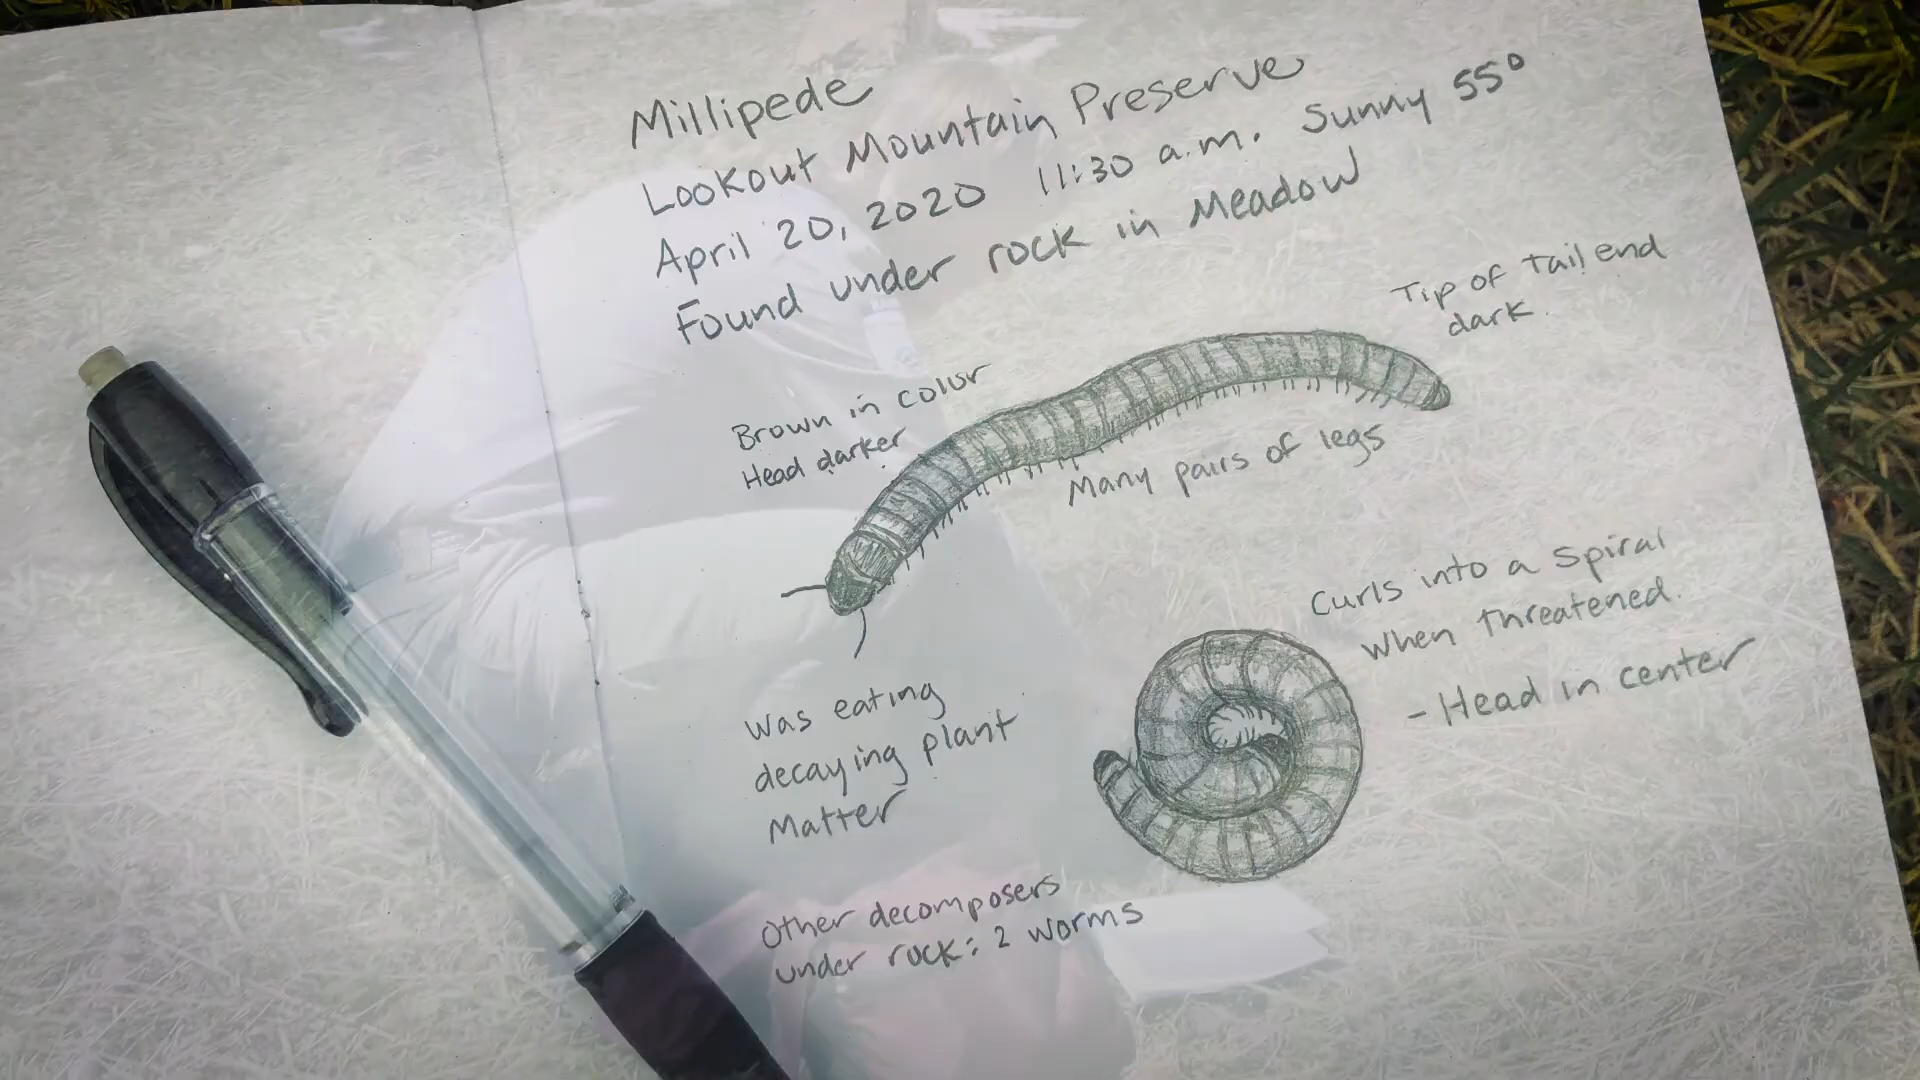 Millipede
Lookout Mountain Preserve
April 20, 2020 11:30 a.m. Sunny 55°
Found under rock in Meadow
Tip of tail end
dark.
Brown in color
Head darker
Many pairs of legs
Curls into a spiral
when threatened.
- Head in center
Was eating
decaying plant
Matter
Other decomposers
under rock: 2 worms